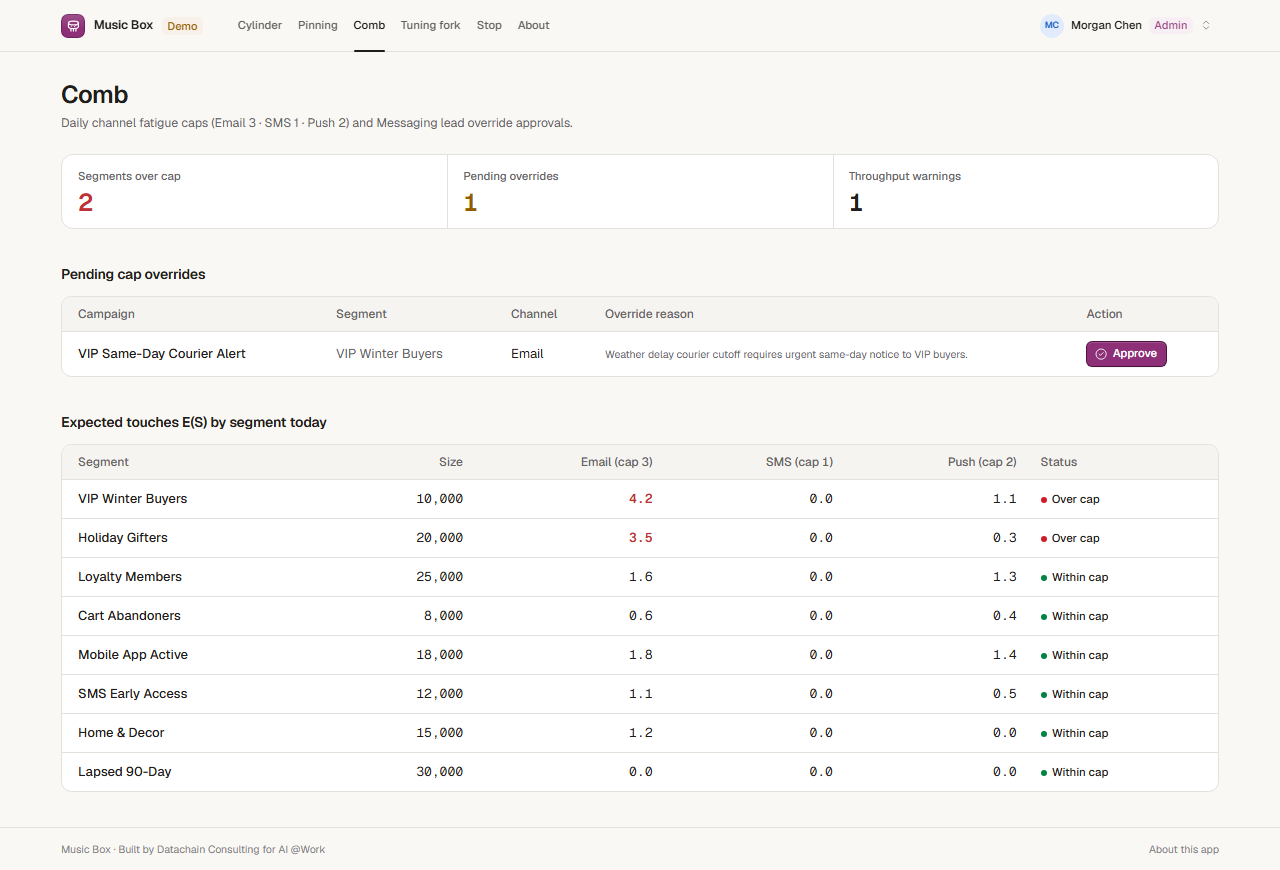 Music Box Demo Cylinder Pinning Comb Tuning fork Stop About MC Morgan Chen Admin
Comb
Daily channel fatigue caps (Email 3 · SMS 1 · Push 2) and Messaging lead override approvals.
Segments over cap Pending overrides Throughput warnings
2 1 1
Pending cap overrides
Campaign Segment Channel Override reason Action
VIP Same-Day Courier Alert VIP Winter Buyers Email Weather delay courier cutoff requires urgent same-day notice to VIP buyers. Approve
Expected touches E(S) by segment today
Segment Size Email (cap 3) SMS (cap 1) Push (cap 2) Status
VIP Winter Buyers 10,000 4.2 0.0 1.1 Over cap
Holiday Gifters 20,000 3.5 0.0 0.3 Over cap
Loyalty Members 25,000 1.6 0.0 1.3 Within cap
Cart Abandoners 8,000 0.6 0.0 0.4 Within cap
Mobile App Active 18,000 1.8 0.0 1.4 Within cap
SMS Early Access 12,000 1.1 0.0 0.5 Within cap
Home & Decor 15,000 1.2 0.0 0.0 Within cap
Lapsed 90-Day 30,000 0.0 0.0 0.0 Within cap
Music Box · Built by Datachain Consulting for AI @Work About this app